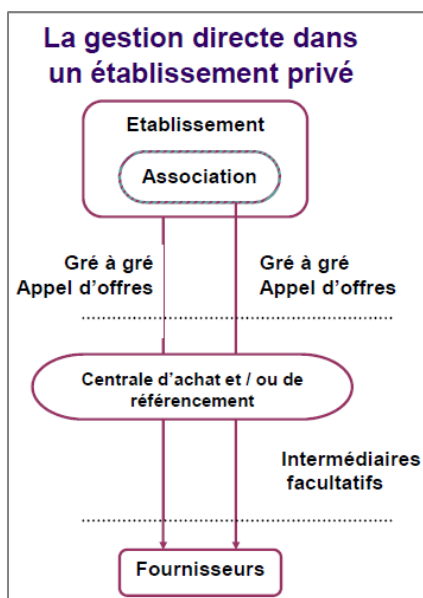 La gestion directe dans
un établissement privé
Etablissement
Association
Gré à gré
Appel d'offres
Gré à gré
Appel d'offres
Centrale d'achat et / ou de
référencement
Intermédiaires
facultatifs
Fournisseurs